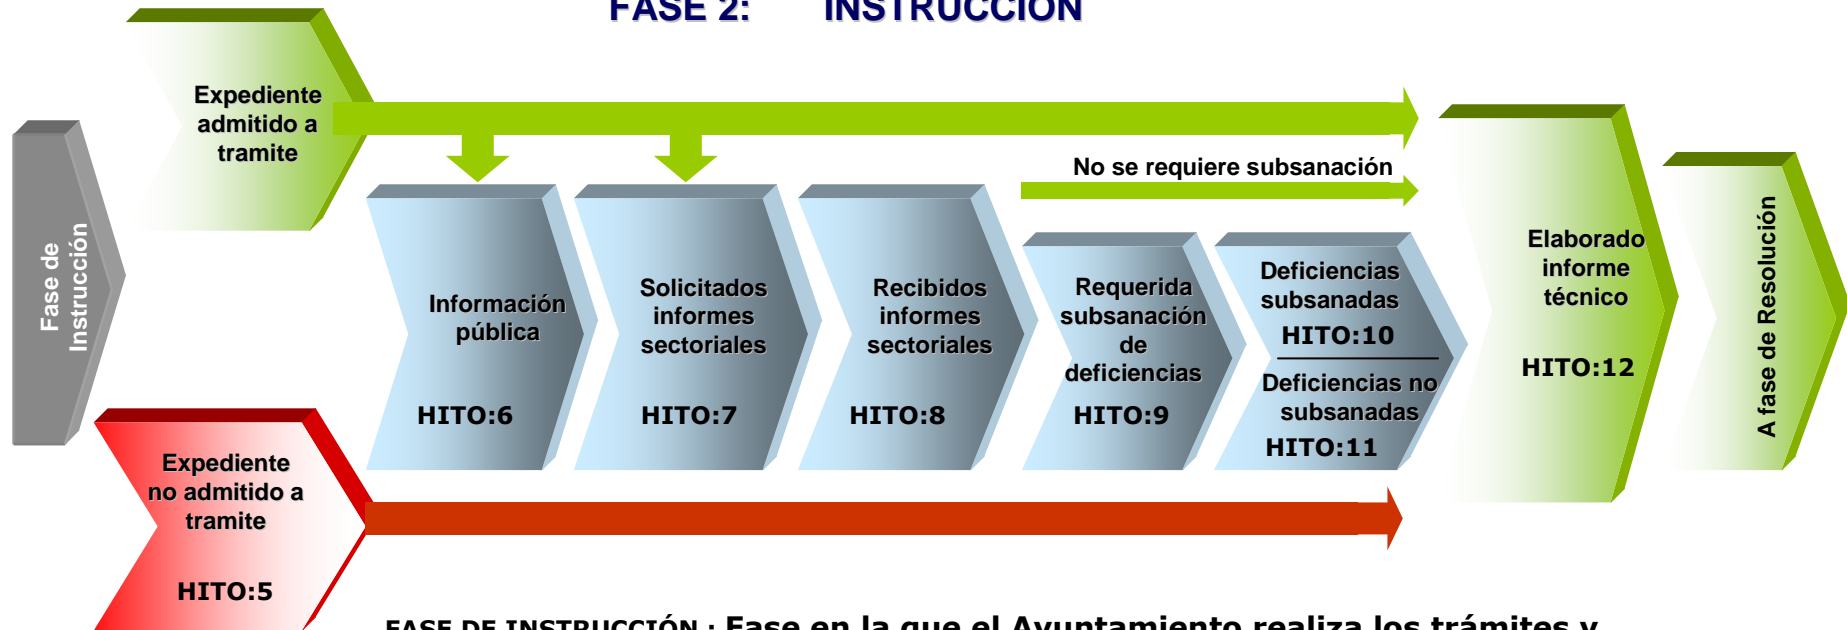 FASE 2: INSTRUCCIÓN
Fase de
Instrucción
Expediente
admitido a
tramite
Expediente
no admitido a
tramite
HITO:5
Información
pública
HITO:6
Solicitados
informes
sectoriales
HITO:7
Recibidos
informes
sectoriales
HITO:8
No se requiere subsanación
Requerida
subsanación
de
deficiencias
HITO:9
Deficiencias
subsanadas
HITO:10
Deficiencias no
subsanadas
HITO:11
Elaborado
informe
técnico
HITO:12
A fase de Resolución
FASE DE INSTRUCCIÓN : Fase en la que el Ayuntamiento realiza los trámites y